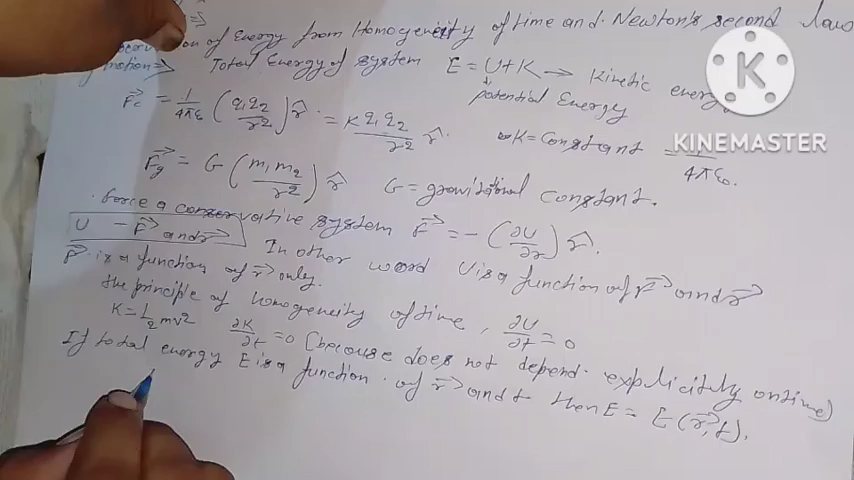 of Energy from Homogeneity of time and Newton's second law
of motion ⇒ Total Energy of system E = U + K → Kinetic energy
potential Energy
F⃗c = 1/4πε₀ (q₁q₂/r²) r̂ = K q₁q₂/r² r̂. K = Constant = 1/4πε₀.
F⃗g = G (m₁m₂/r²) r̂ G = gravitational constant.
force a conservative system F⃗ = -(∂U/∂r) r̂.
U - F⃗ and r⃗ In other word U is a function of F⃗ and r⃗
F⃗ is a function of r⃗ only.
the principle of homogeneity of time, ∂U/∂t = 0
K = 1/2 mv² ∂K/∂t = 0 (because does not depend explicitly on time)
If total energy E is a function of r⃗ and t then E = E(r⃗, t).
K
KINEMASTER